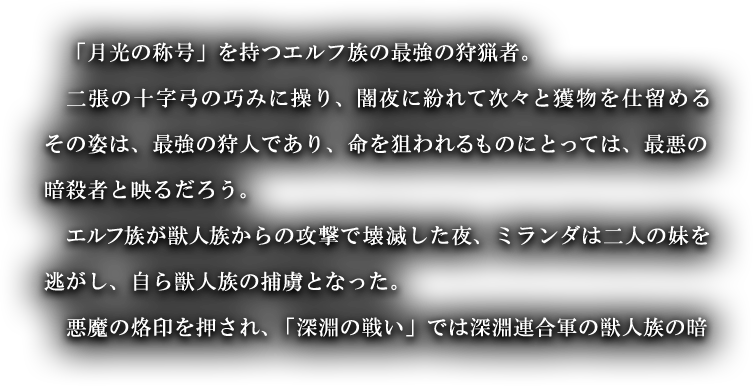 「月光の称号」を持つエルフ族の最強の狩猟者。
二張の十字弓の巧みに操り、闇夜に紛れて次々と獲物を仕留める
その姿は、最強の狩人であり、命を狙われるものにとっては、最悪の
暗殺者と映るだろう。
エルフ族が獣人族からの攻撃で壊滅した夜、ミランダは二人の妹を
逃がし、自ら獣人族の捕虜となった。
悪魔の烙印を押され、「深淵の戦い」では深淵連合軍の獣人族の暗